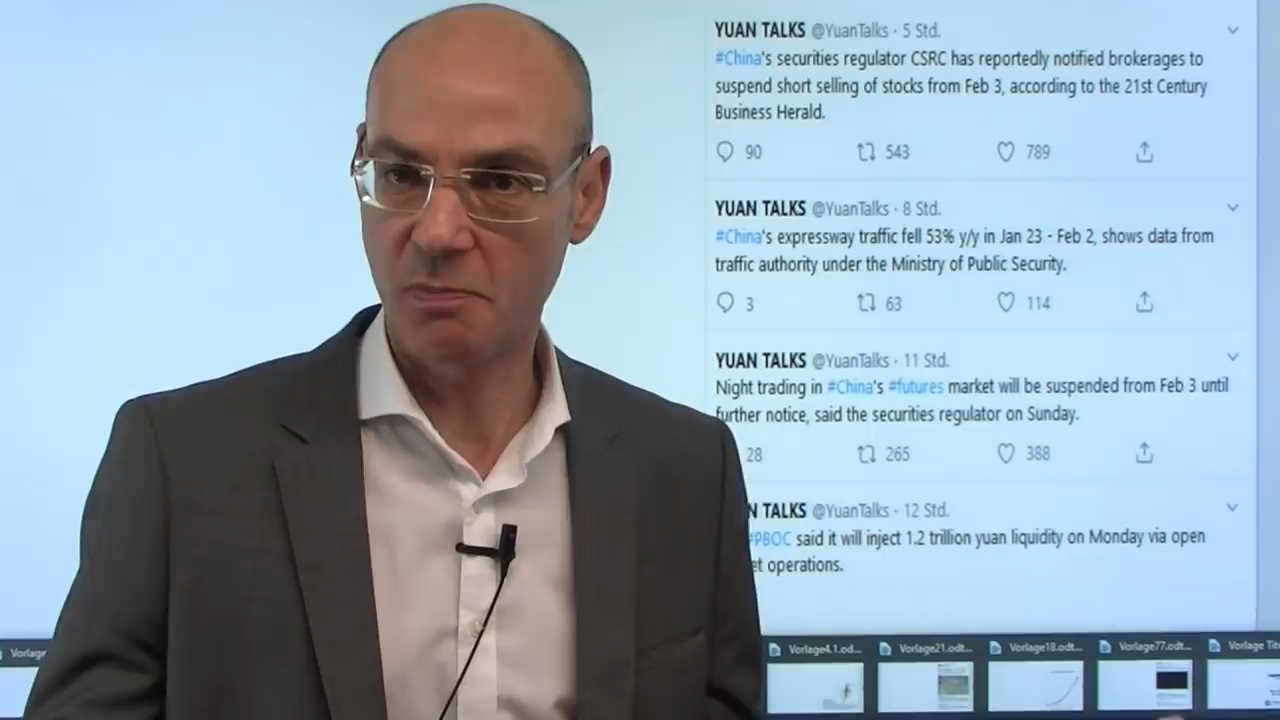 YUAN TALKS @YuanTalks · 5 Std.
#China's securities regulator CSRC has reportedly notified brokerages to
suspend short selling of stocks from Feb 3, according to the 21st Century
Business Herald.
90 543 789
YUAN TALKS @YuanTalks · 8 Std.
#China's expressway traffic fell 53% y/y in Jan 23 - Feb 2, shows data from
traffic authority under the Ministry of Public Security.
3 63 114
YUAN TALKS @YuanTalks · 11 Std.
Night trading in #China's #futures market will be suspended from Feb 3 until
further notice, said the securities regulator on Sunday.
28 265 388
N TALKS @YuanTalks · 12 Std.
#PBOC said it will inject 1.2 trillion yuan liquidity on Monday via open
et operations.
Vorlage Vorlage4.1.od... Vorlage21.odt... Vorlage18.odt... Vorlage77.odt... Vorlage Tit